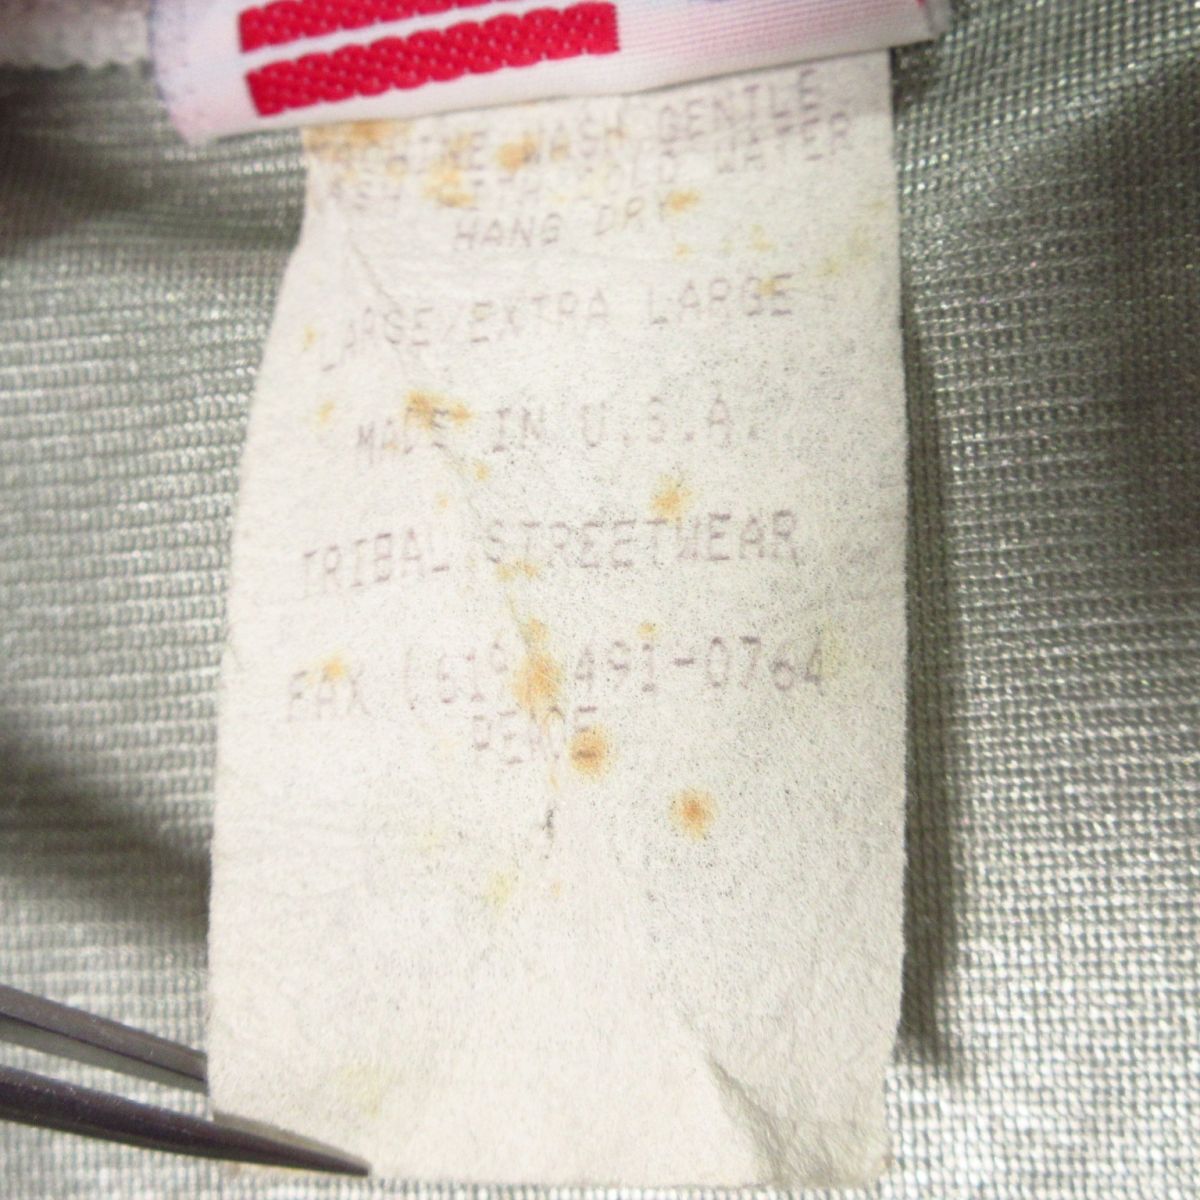 MACHINE WASH GENTLE
WITH COLD WATER
HANG DRY
LARGE/EXTRA LARGE
MADE IN U.S.A.
TRIBAL STREETWEAR
FAX (619) 491-0764
PEACE